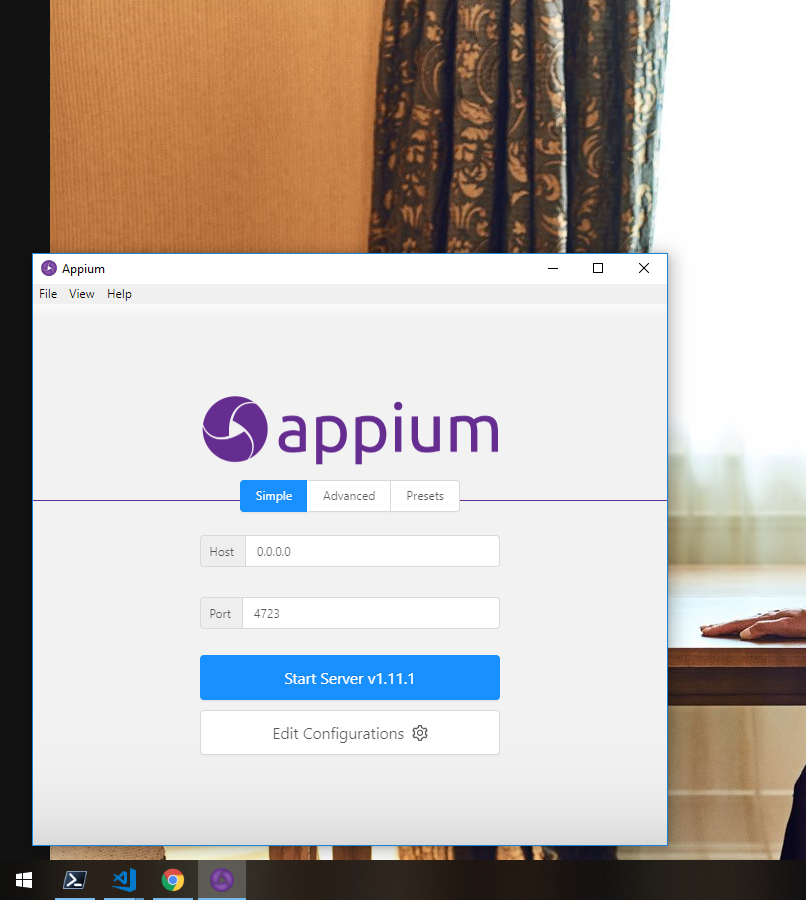 Appium
File View Help
appium
Simple Advanced Presets
Host 0.0.0.0
Port 4723
Start Server v1.11.1
Edit Configurations